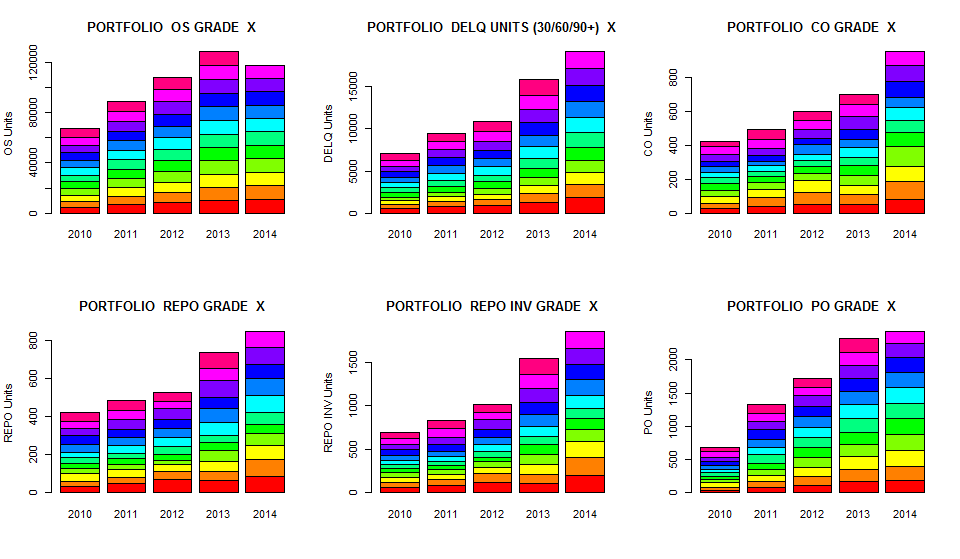 PORTFOLIO OS GRADE X
OS Units
0 40000 80000 120000
2010 2011 2012 2013 2014
PORTFOLIO DELQ UNITS (30/60/90+) X
DELQ Units
0 5000 10000 15000
2010 2011 2012 2013 2014
PORTFOLIO CO GRADE X
CO Units
0 200 400 600 800
2010 2011 2012 2013 2014
PORTFOLIO REPO GRADE X
REPO Units
0 200 400 600 800
2010 2011 2012 2013 2014
PORTFOLIO REPO INV GRADE X
REPO INV Units
0 500 1000 1500
2010 2011 2012 2013 2014
PORTFOLIO PO GRADE X
PO Units
0 500 1000 1500 2000
2010 2011 2012 2013 2014